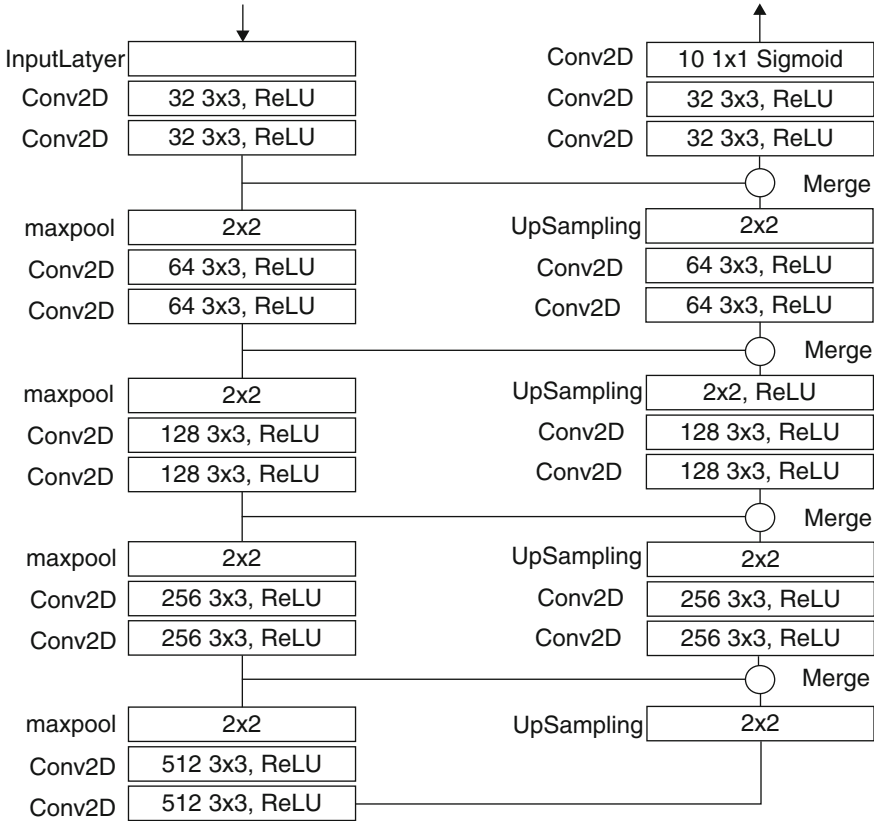 InputLatyer
Conv2D 32 3x3, ReLU
Conv2D 32 3x3, ReLU
maxpool 2x2
Conv2D 64 3x3, ReLU
Conv2D 64 3x3, ReLU
maxpool 2x2
Conv2D 128 3x3, ReLU
Conv2D 128 3x3, ReLU
maxpool 2x2
Conv2D 256 3x3, ReLU
Conv2D 256 3x3, ReLU
maxpool 2x2
Conv2D 512 3x3, ReLU
Conv2D 512 3x3, ReLU
Conv2D 10 1x1 Sigmoid
Conv2D 32 3x3, ReLU
Conv2D 32 3x3, ReLU
Merge
UpSampling 2x2
Conv2D 64 3x3, ReLU
Conv2D 64 3x3, ReLU
Merge
UpSampling 2x2, ReLU
Conv2D 128 3x3, ReLU
Conv2D 128 3x3, ReLU
Merge
UpSampling 2x2
Conv2D 256 3x3, ReLU
Conv2D 256 3x3, ReLU
Merge
UpSampling 2x2